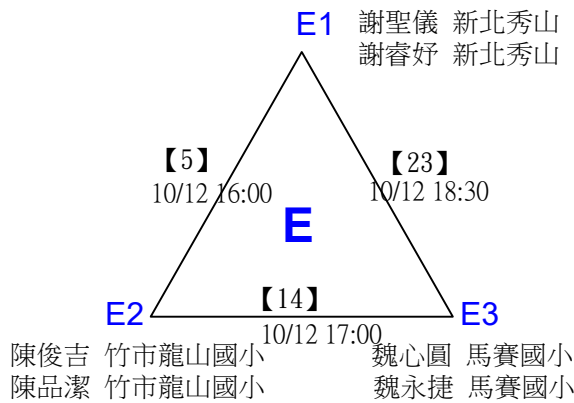 E1
謝聖儀 新北秀山
謝睿妤 新北秀山
【5】
10/12 16:00
【23】
10/12 18:30
E
E2
【14】
10/12 17:00
E3
陳俊吉 竹市龍山國小
陳品潔 竹市龍山國小
魏心圓 馬賽國小
魏永捷 馬賽國小